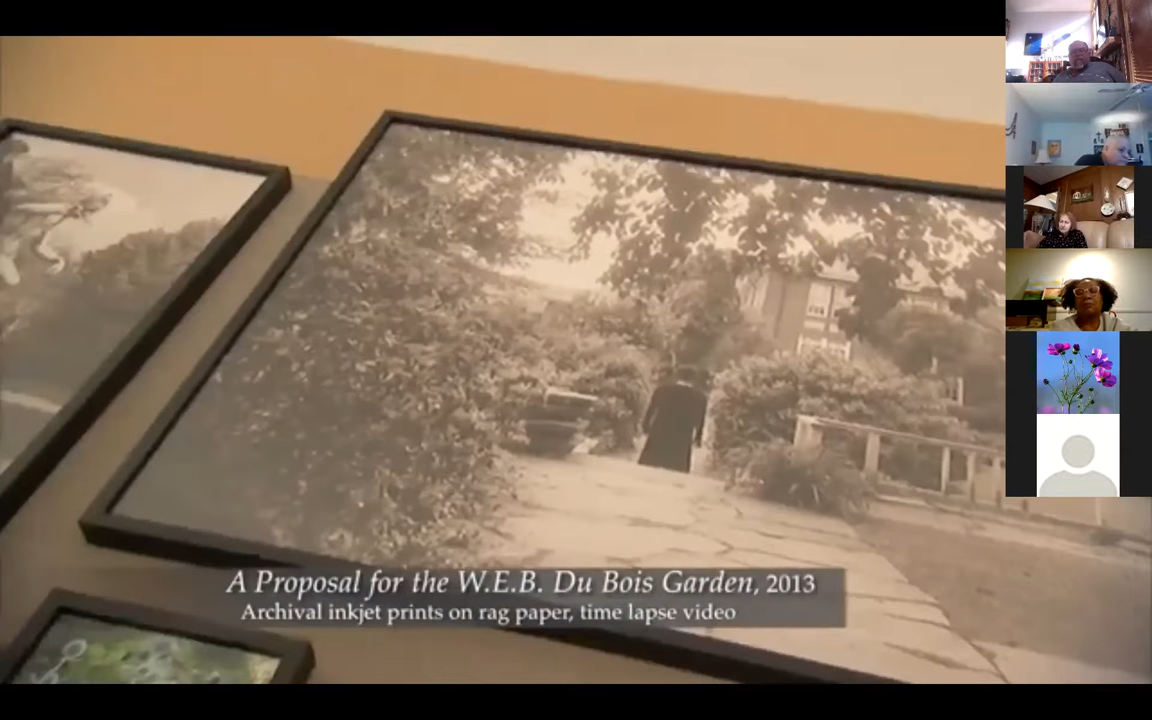 A Proposal for the W.E.B. Du Bois Garden, 2013
Archival inkjet prints on rag paper, time lapse video